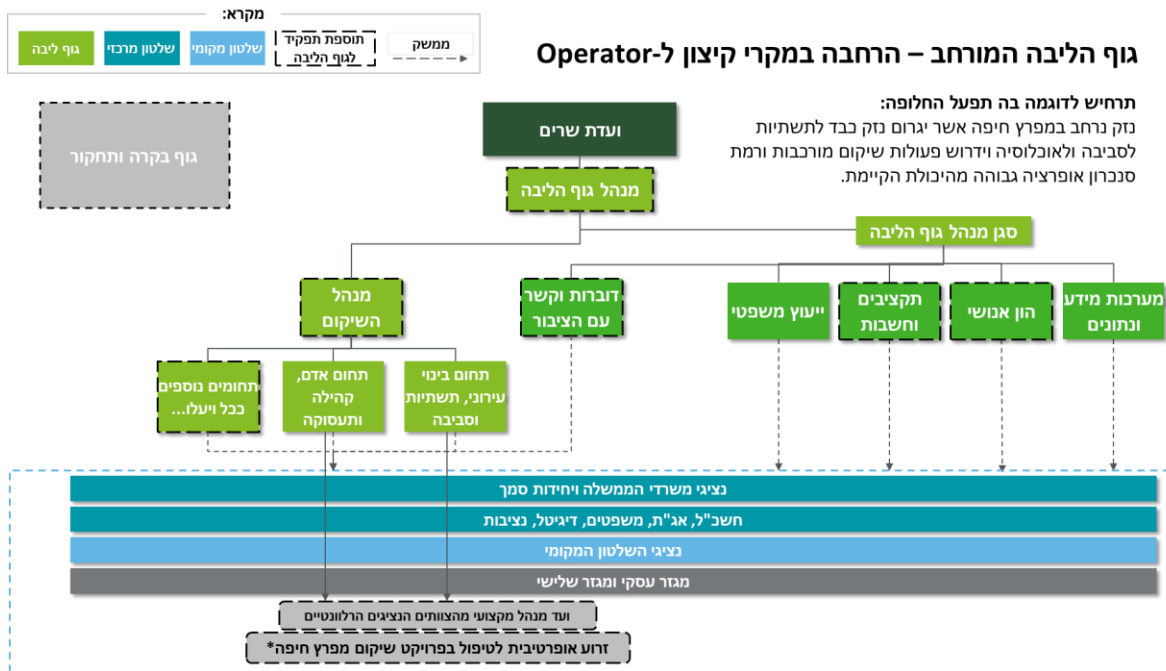 מקרא:
ממשק
תוספת תפקיד
לגוף הליבה
שלטון מקומי
שלטון מרכזי
גוף ליבה
גוף הליבה המורחב – הרחבה במקרי קיצון ל-Operator
תרחיש לדוגמה בה תפעל החלופה:
נזק נרחב במפרץ חיפה אשר יגרום נזק כבד לתשתיות
לסביבה ולאוכלוסיה וידרוש פעולות שיקום מורכבות ורמת
סנכרון אופרציה גבוהה מהיכולת הקיימת.
ועדת שרים
גוף בקרה ותחקור
מנהל גוף הליבה
סגן מנהל גוף הליבה
מערכות מידע
ונתונים
הון אנושי
תקציבים
וחשבות
ייעוץ משפטי
דוברות וקשר
עם הציבור
מנהל
השיקום
תחום בינוי
עירוני, תשתיות
וסביבה
תחום אדם,
קהילה
ותעסוקה
תחומים נוספים
ככל ויעלו...
נציגי משרדי הממשלה ויחידות סמך
חשכ"ל, אג"ת, משפטים, דיגיטל, נציבות
נציגי השלטון המקומי
מגזר עסקי ומגזר שלישי
ועד מנהל מקצועי מהצוותים הנציגים הרלוונטיים
זרוע אופרטיבית לטיפול בפרויקט שיקום מפרץ חיפה*